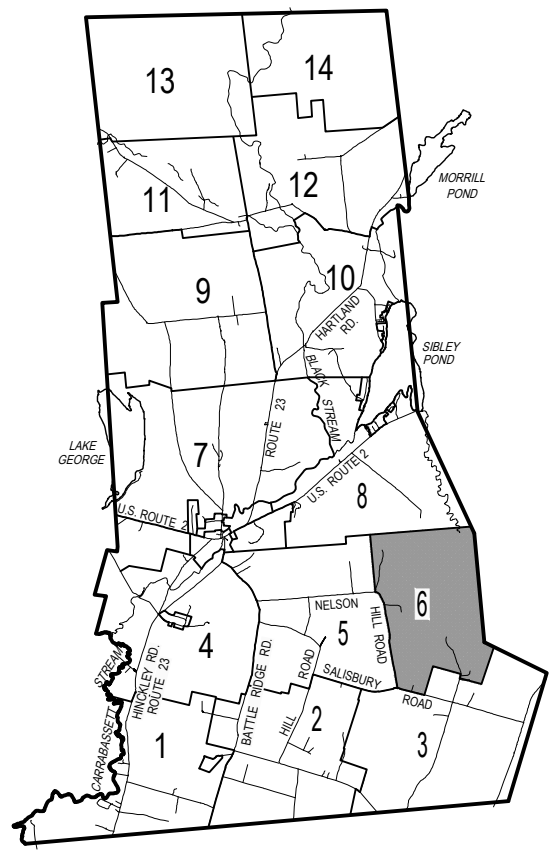 13
14
MORRILL
POND
11
12
9
10
HARTLAND
RD.
SIBLEY
POND
BLACK STREAM
ROUTE 23
LAKE
GEORGE
7
U.S. ROUTE 2
8
U.S. ROUTE 2
6
NELSON
HILL ROAD
5
4
HINCKLEY RD.
ROUTE 23
BATTLE RIDGE RD.
HILL ROAD
SALISBURY ROAD
CARRABASSETT STREAM
1
2
3